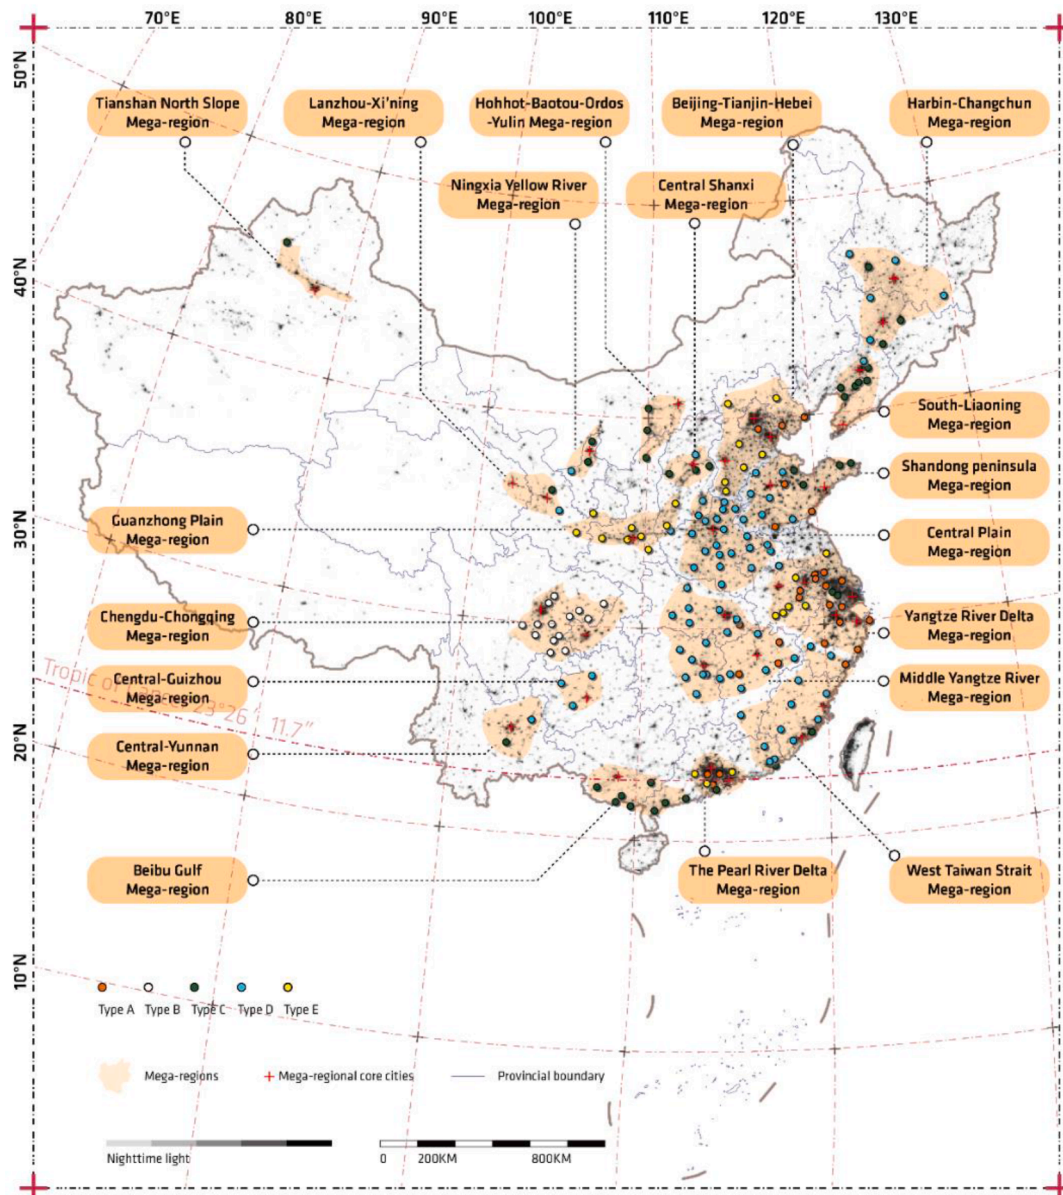 70°E
80°E
90°E
100°E
110°E
120°E
130°E
50°N
40°N
30°N
20°N
10°N
Tianshan North Slope
Mega-region
Lanzhou-Xi'ning
Mega-region
Hohhot-Baotou-Ordos
-Yulin Mega-region
Beijing-Tianjin-Hebei
Mega-region
Harbin-Changchun
Mega-region
Ningxia Yellow River
Mega-region
Central Shanxi
Mega-region
South-Liaoning
Mega-region
Shandong peninsula
Mega-region
Guanzhong Plain
Mega-region
Central Plain
Mega-region
Chengdu-Chongqing
Mega-region
Yangtze River Delta
Mega-region
Central-Guizhou
Mega-region
Middle Yangtze River
Mega-region
Tropic of 23°26′ 11.7″
Central-Yunnan
Mega-region
Beibu Gulf
Mega-region
The Pearl River Delta
Mega-region
West Taiwan Strait
Mega-region
Type A
Type B
Type C
Type D
Type E
Mega-regions
Mega-regional core cities
Provincial boundary
Nighttime light
0
200KM
800KM